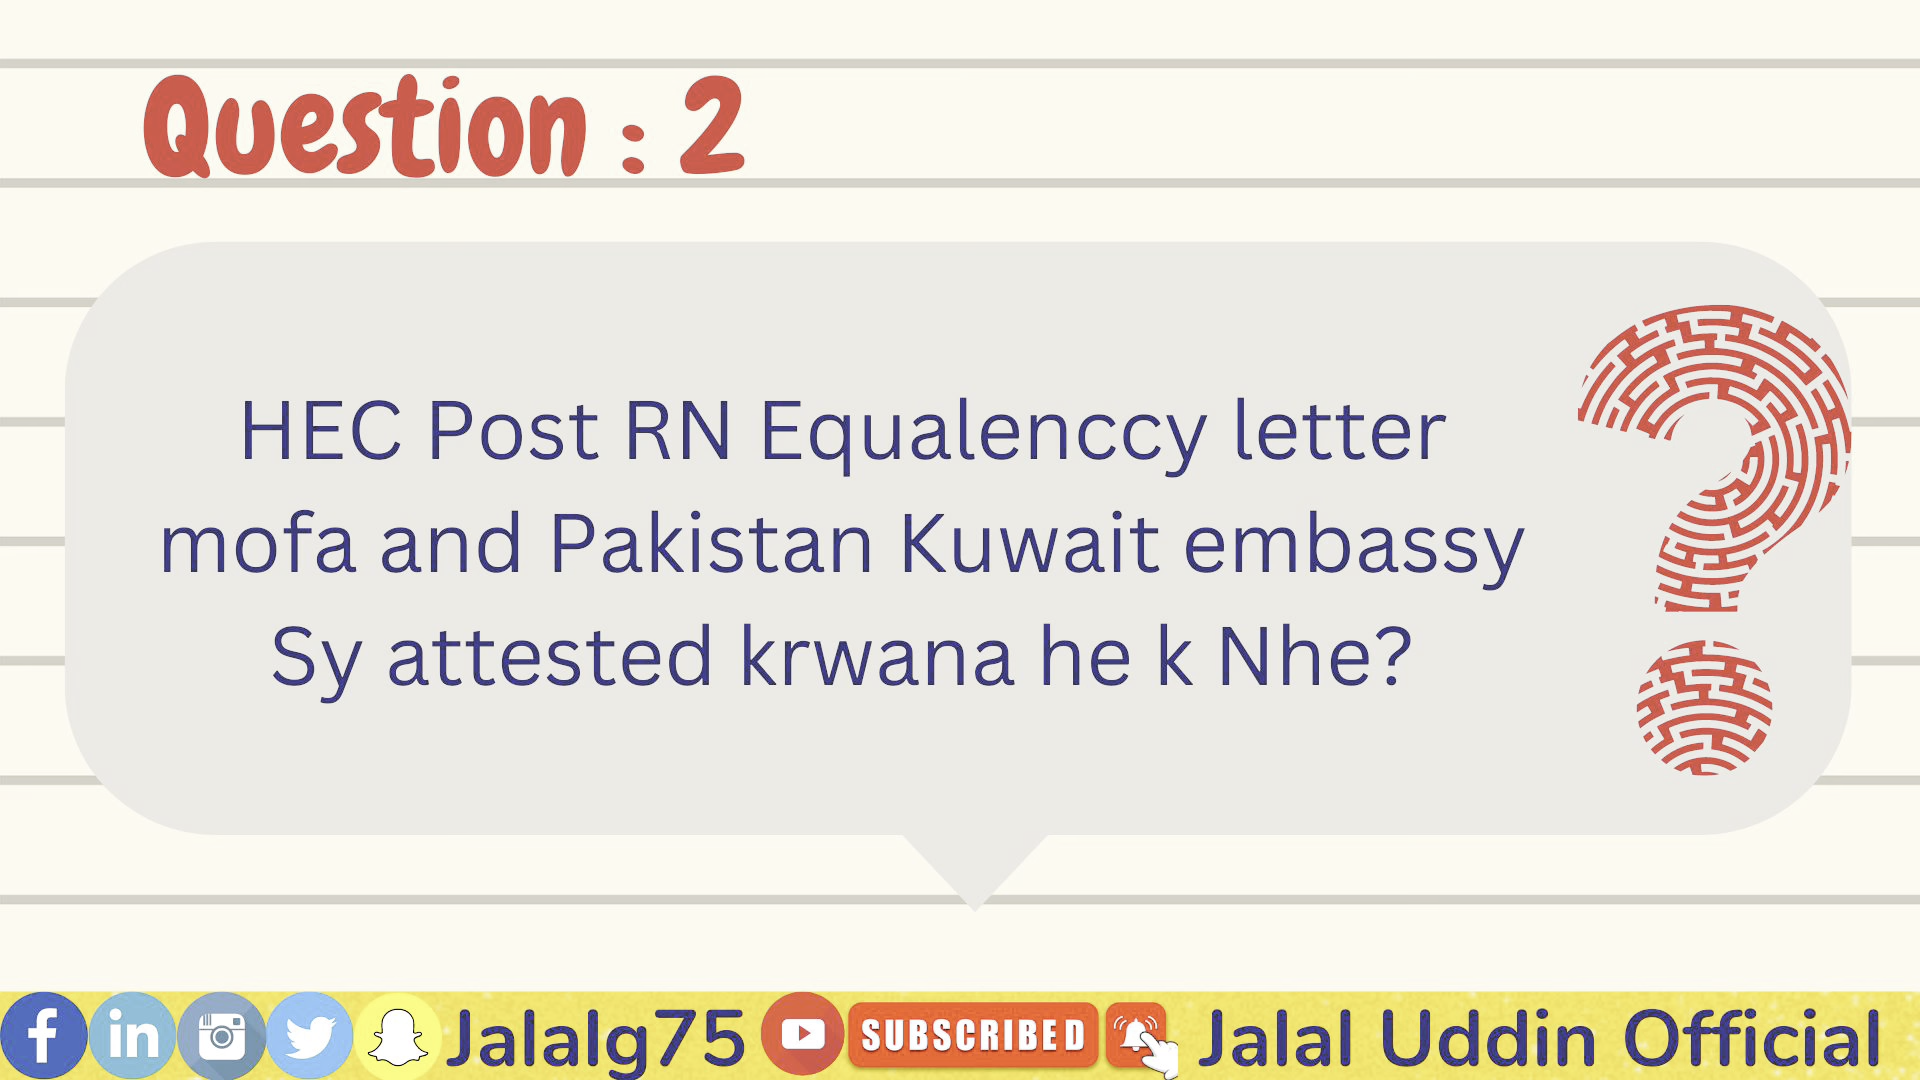 Question : 2
HEC Post RN Equalenccy letter
mofa and Pakistan Kuwait embassy
Sy attested krwana he k Nhe?
Jalalg75 SUBSCRIBED Jalal Uddin Official